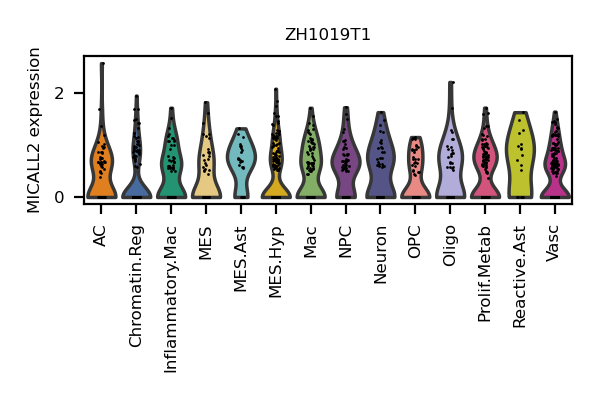 ZH1019T1
MICALL2 expression
2
0
AC
Chromatin.Reg
Inflammatory.Mac
MES
MES.Ast
MES.Hyp
Mac
NPC
Neuron
OPC
Oligo
Prolif.Metab
Reactive.Ast
Vasc